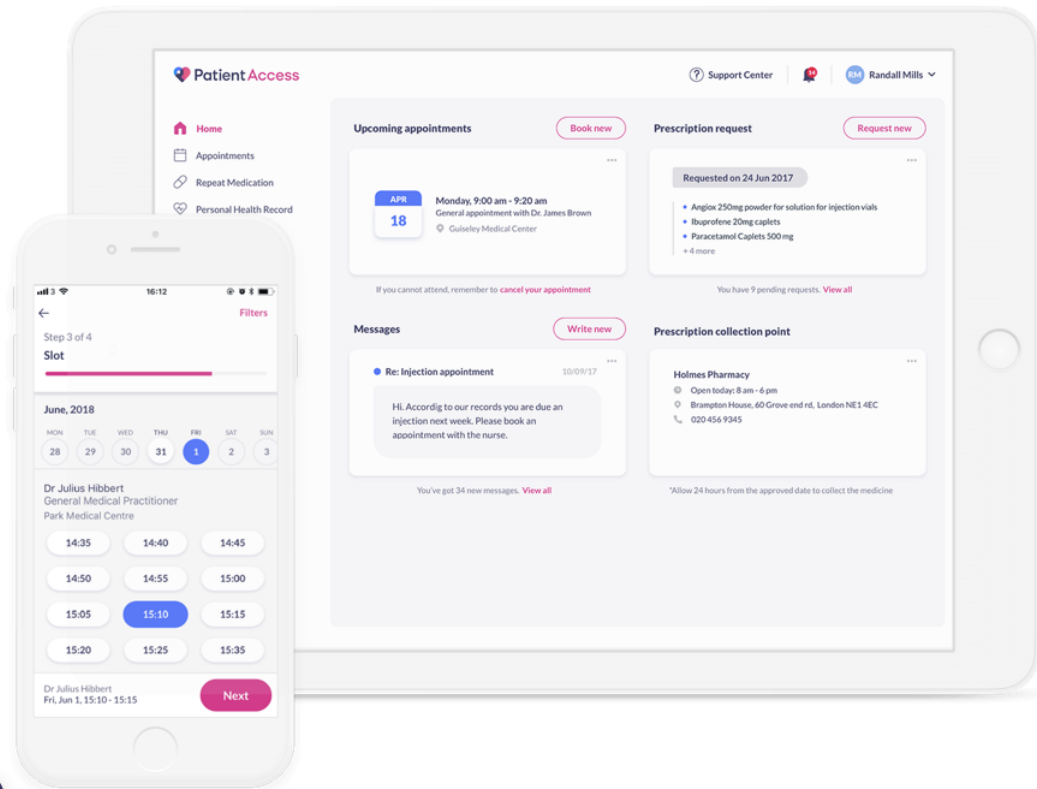 Patient Access
Support Center
34
RM
Randall Mills
Home
Appointments
Repeat Medication
Personal Health Record
Upcoming appointments
Book new
APR
18
Monday, 9:00 am - 9:20 am
General appointment with Dr. James Brown
Guiseley Medical Center
If you cannot attend, remember to cancel your appointment
Prescription request
Request new
Requested on 24 Jun 2017
Angiox 250mg powder for solution for injection vials
Ibuprofene 20mg caplets
Paracetamol Caplets 500 mg
+ 4 more
You have 9 pending requests. View all
Messages
Write new
Re: Injection appointment
10/09/17
Hi. Accordig to our records you are due an
injection next week. Please book an
appointment with the nurse.
You've got 34 new messages. View all
Prescription collection point
Holmes Pharmacy
Open today: 8 am - 6 pm
Brampton House, 60 Grove end rd, London NE1 4EC
020 456 9345
*Allow 24 hours from the approved date to collect the medicine
3
16:12
Filters
Step 3 of 4
Slot
June, 2018
MON TUE WED THU FRI SAT SUN
28 29 30 31 1 2 3
Dr Julius Hibbert
General Medical Practitioner
Park Medical Centre
14:35 14:40 14:45
14:50 14:55 15:00
15:05 15:10 15:15
15:20 15:25 15:35
Dr Julius Hibbert
Fri, Jun 1, 15:10 - 15:15
Next